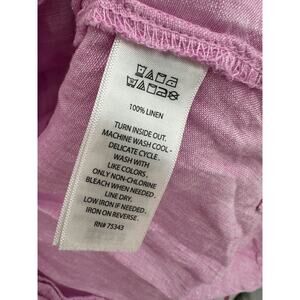 100% LINEN
TURN INSIDE OUT.
MACHINE WASH COOL -
DELICATE CYCLE.
WASH WITH
LIKE COLORS.
ONLY NON-CHLORINE
BLEACH WHEN NEEDED.
LINE DRY.
LOW IRON IF NEEDED.
IRON ON REVERSE.
RN# 75343